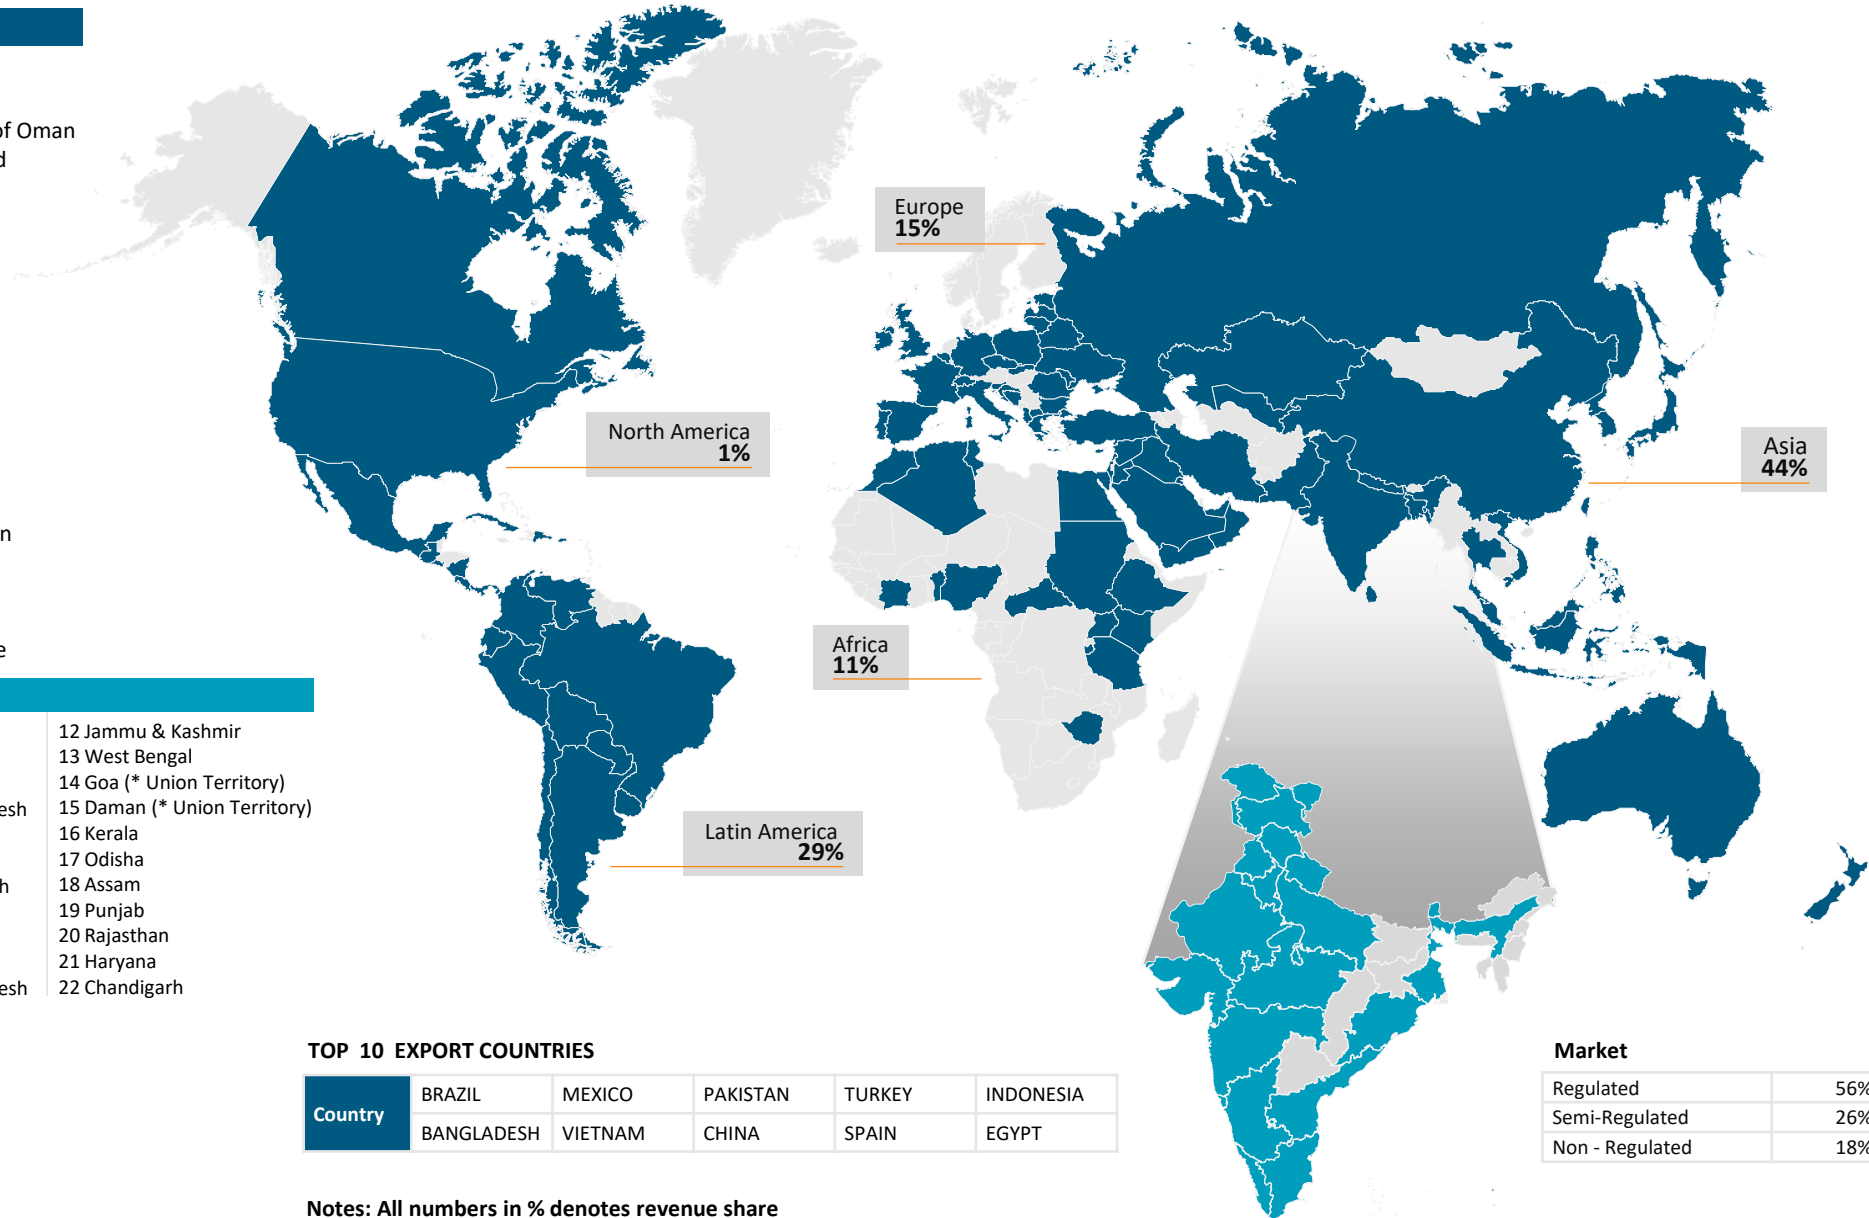 of Oman
Europe
15%
North America
1%
Asia
44%
Africa
11%
12 Jammu & Kashmir
13 West Bengal
14 Goa (* Union Territory)
15 Daman (* Union Territory)
16 Kerala
17 Odisha
18 Assam
19 Punjab
20 Rajasthan
21 Haryana
22 Chandigarh
Latin America
29%
TOP 10 EXPORT COUNTRIES
Country
BRAZIL MEXICO PAKISTAN TURKEY INDONESIA
BANGLADESH VIETNAM CHINA SPAIN EGYPT
Market
Regulated 56%
Semi-Regulated 26%
Non - Regulated 18%
Notes: All numbers in % denotes revenue share